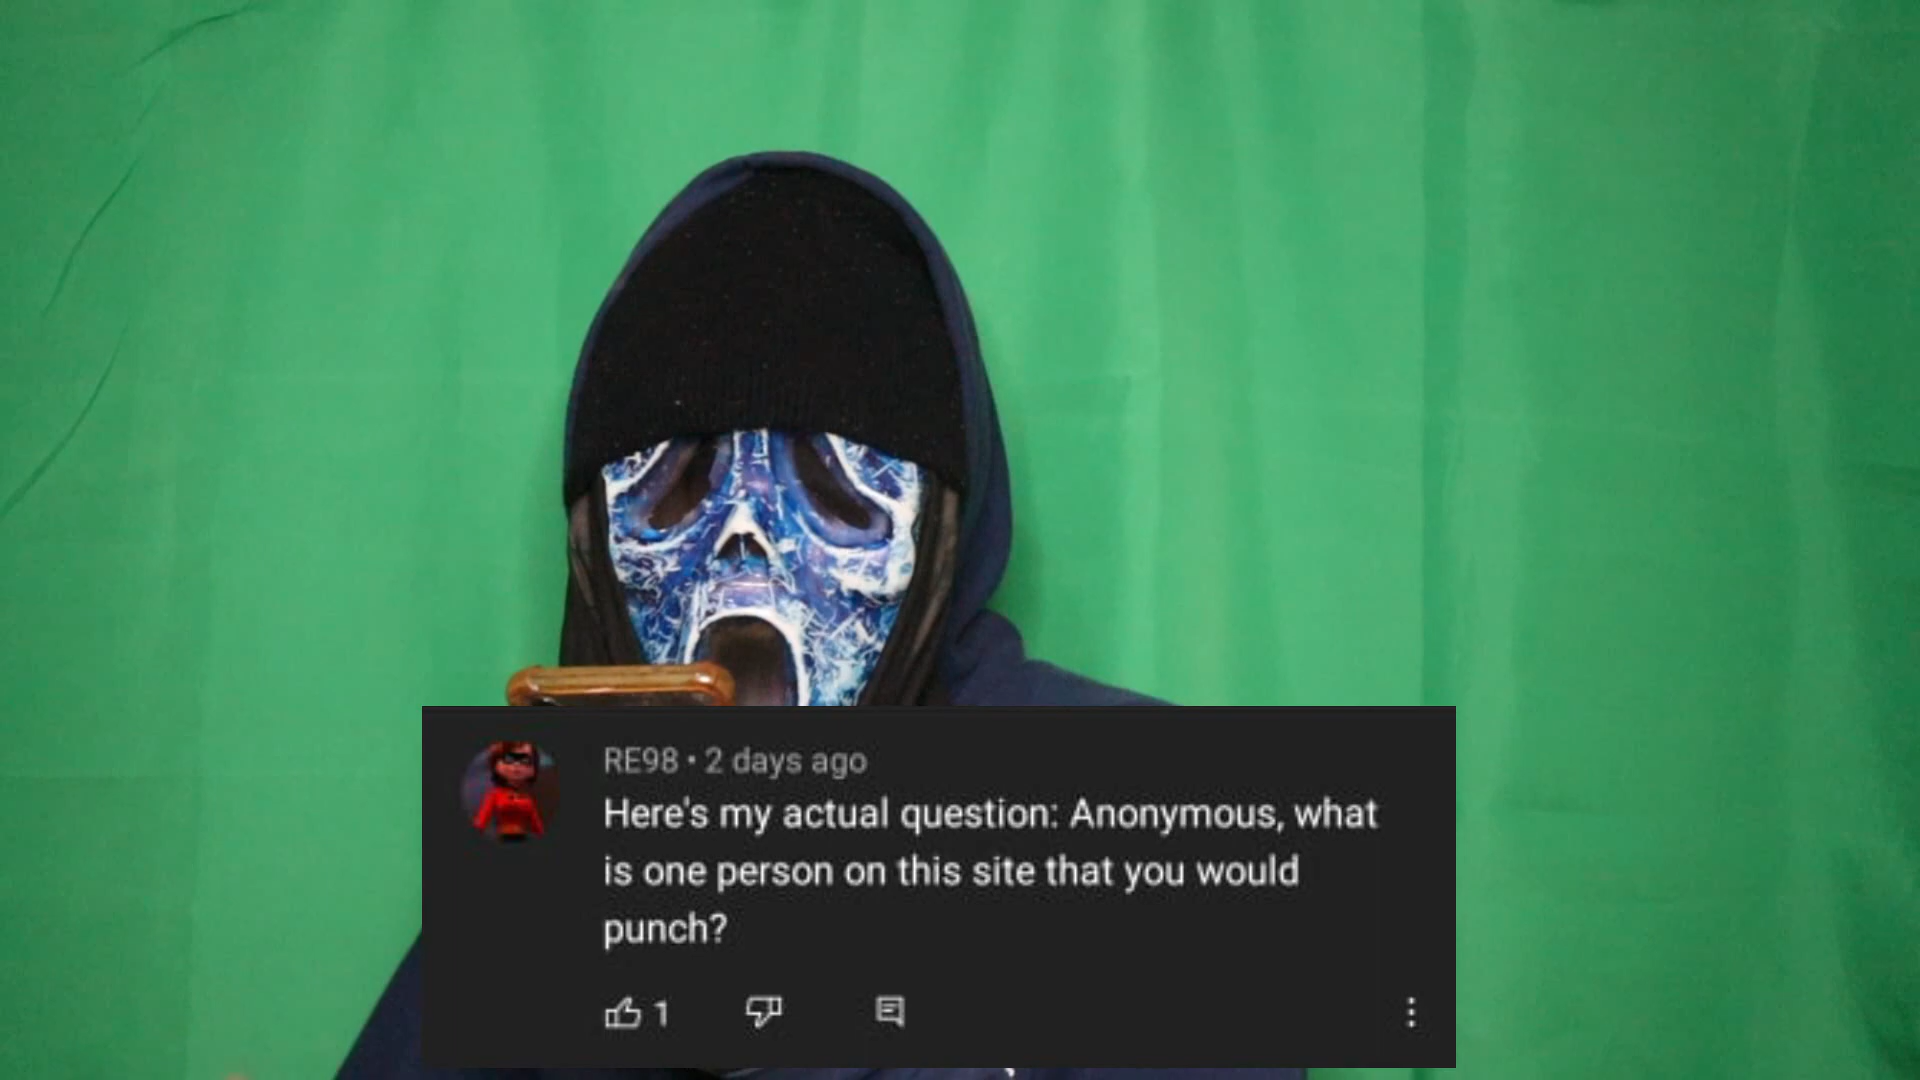 RE98 • 2 days ago
Here's my actual question: Anonymous, what
is one person on this site that you would
punch?
1